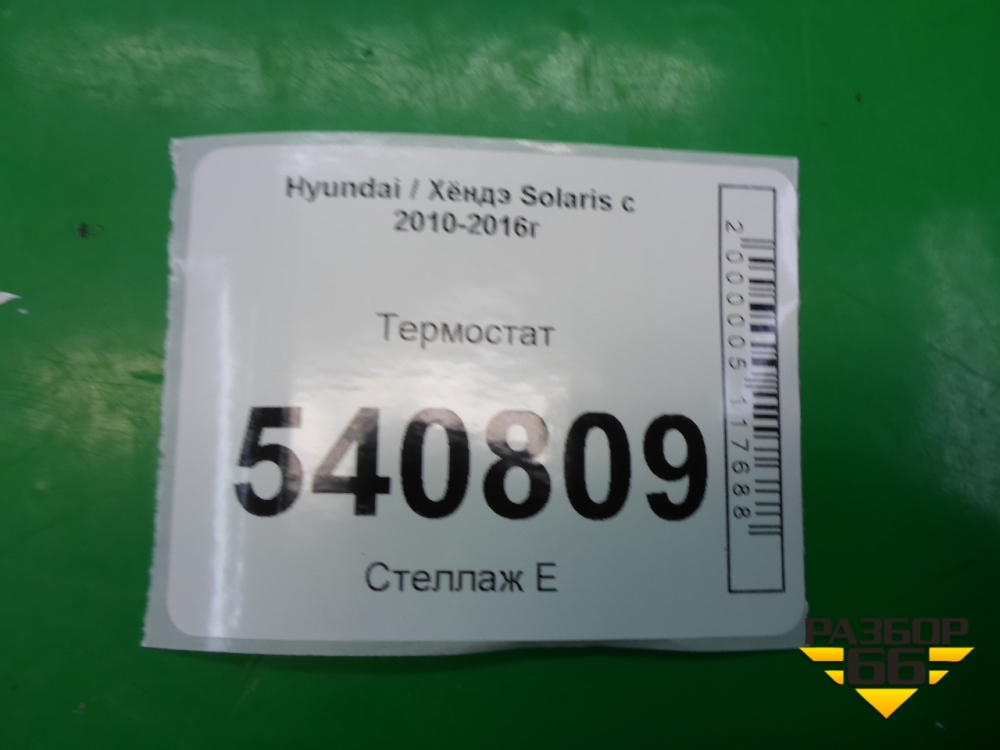 Hyundai / Хёндэ Solaris с
2010-2016г
Термостат
540809
Стеллаж Е
2000005117688
РАЗБОР
66